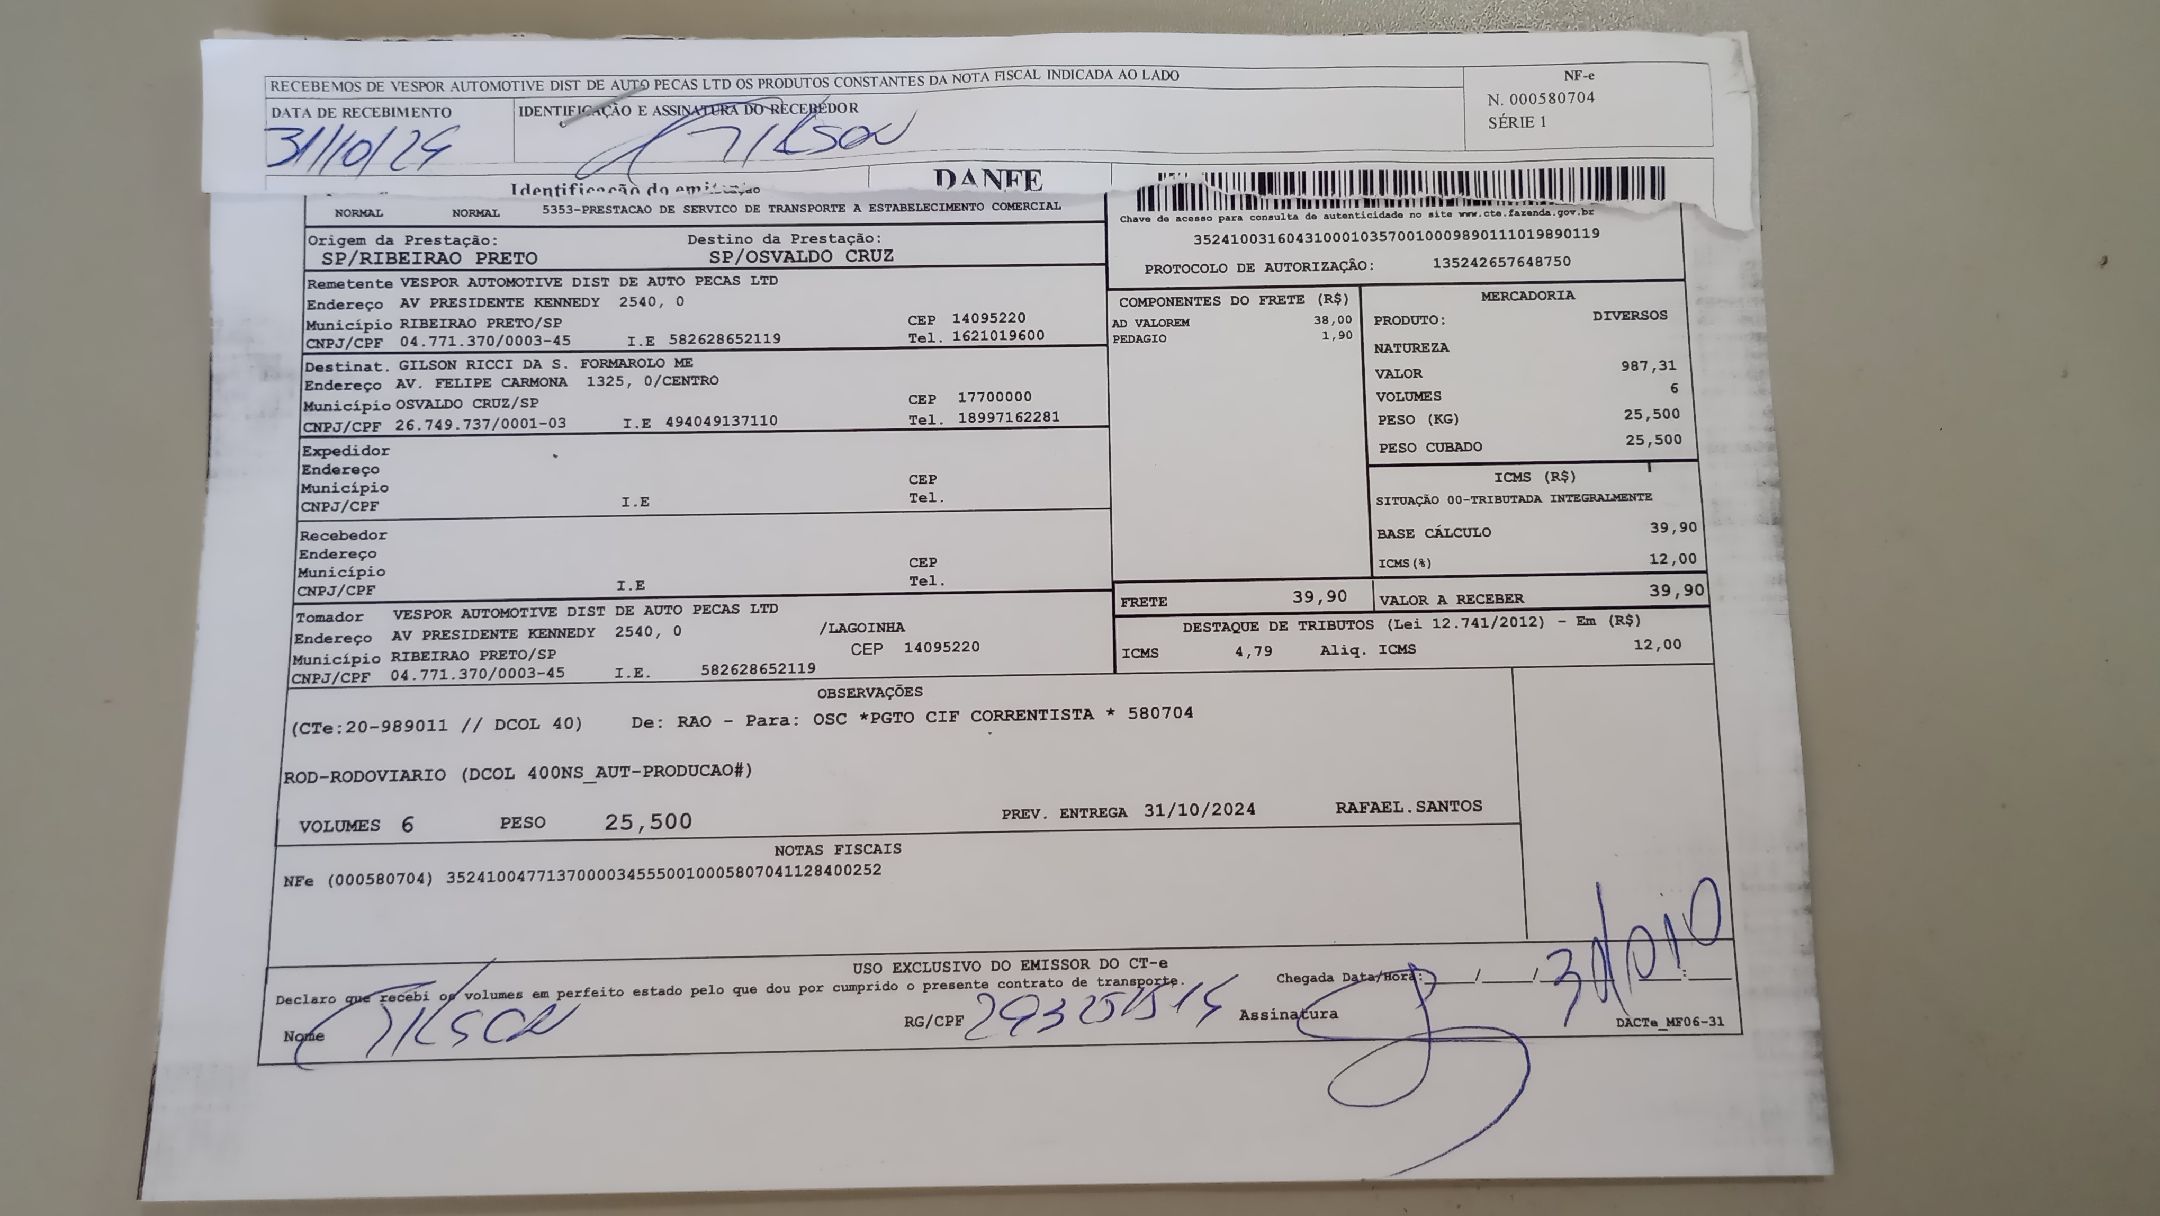 RECEBEMOS DE VESPOR AUTOMOTIVE DIST DE AUTO PECAS LTD OS PRODUTOS CONSTANTES DA NOTA FISCAL INDICADA AO LADO
NF-e
N. 000580704
SÉRIE 1
DATA DE RECEBIMENTO
IDENTIFICAÇÃO E ASSINATURA DO RECEBEDOR
31/10/24
GILSON
Identificação do emitente
DANFE
NORMAL NORMAL 5353-PRESTACAO DE SERVICO DE TRANSPORTE A ESTABELECIMENTO COMERCIAL
Chave de acesso para consulta de autenticidade no site www.cte.fazenda.gov.br
35241003160431000103570010009890111019890119
PROTOCOLO DE AUTORIZAÇÃO: 135242657648750
Origem da Prestação: Destino da Prestação:
SP/RIBEIRAO PRETO SP/OSVALDO CRUZ
Remetente VESPOR AUTOMOTIVE DIST DE AUTO PECAS LTD
Endereço AV PRESIDENTE KENNEDY 2540, 0
Município RIBEIRAO PRETO/SP CEP 14095220
CNPJ/CPF 04.771.370/0003-45 I.E 582628652119 Tel. 1621019600
Destinat. GILSON RICCI DA S. FORMAROLO ME
Endereço AV. FELIPE CARMONA 1325, 0/CENTRO
Município OSVALDO CRUZ/SP CEP 17700000
CNPJ/CPF 26.749.737/0001-03 I.E 494049137110 Tel. 18997162281
Expedidor
Endereço
Município CEP
CNPJ/CPF I.E Tel.
Recebedor
Endereço
Município CEP
CNPJ/CPF I.E Tel.
Tomador VESPOR AUTOMOTIVE DIST DE AUTO PECAS LTD
Endereço AV PRESIDENTE KENNEDY 2540, 0 /LAGOINHA
Município RIBEIRAO PRETO/SP CEP 14095220
CNPJ/CPF 04.771.370/0003-45 I.E. 582628652119
COMPONENTES DO FRETE (R$)
AD VALOREM 38,00
PEDAGIO 1,90
MERCADORIA
PRODUTO: DIVERSOS
NATUREZA
VALOR 987,31
VOLUMES 6
PESO (KG) 25,500
PESO CUBADO 25,500
ICMS (R$)
SITUAÇÃO 00-TRIBUTADA INTEGRALMENTE
BASE CÁLCULO 39,90
ICMS(%) 12,00
FRETE 39,90 VALOR A RECEBER 39,90
DESTAQUE DE TRIBUTOS (Lei 12.741/2012) - Em (R$)
ICMS 4,79 Aliq. ICMS 12,00
OBSERVAÇÕES
(CTe:20-989011 // DCOL 40) De: RAO - Para: OSC *PGTO CIF CORRENTISTA * 580704
ROD-RODOVIARIO (DCOL 400NS_AUT-PRODUCAO#)
VOLUMES 6 PESO 25,500 PREV. ENTREGA 31/10/2024 RAFAEL.SANTOS
NOTAS FISCAIS
NFe (000580704) 35241004771370000345550010005807041128400252
USO EXCLUSIVO DO EMISSOR DO CT-e
Declaro que recebi os volumes em perfeito estado pelo que dou por cumprido o presente contrato de transporte.
Chegada Data/Hora: / / :
Nome GILSON RG/CPF Assinatura
DACTe_MF06-31